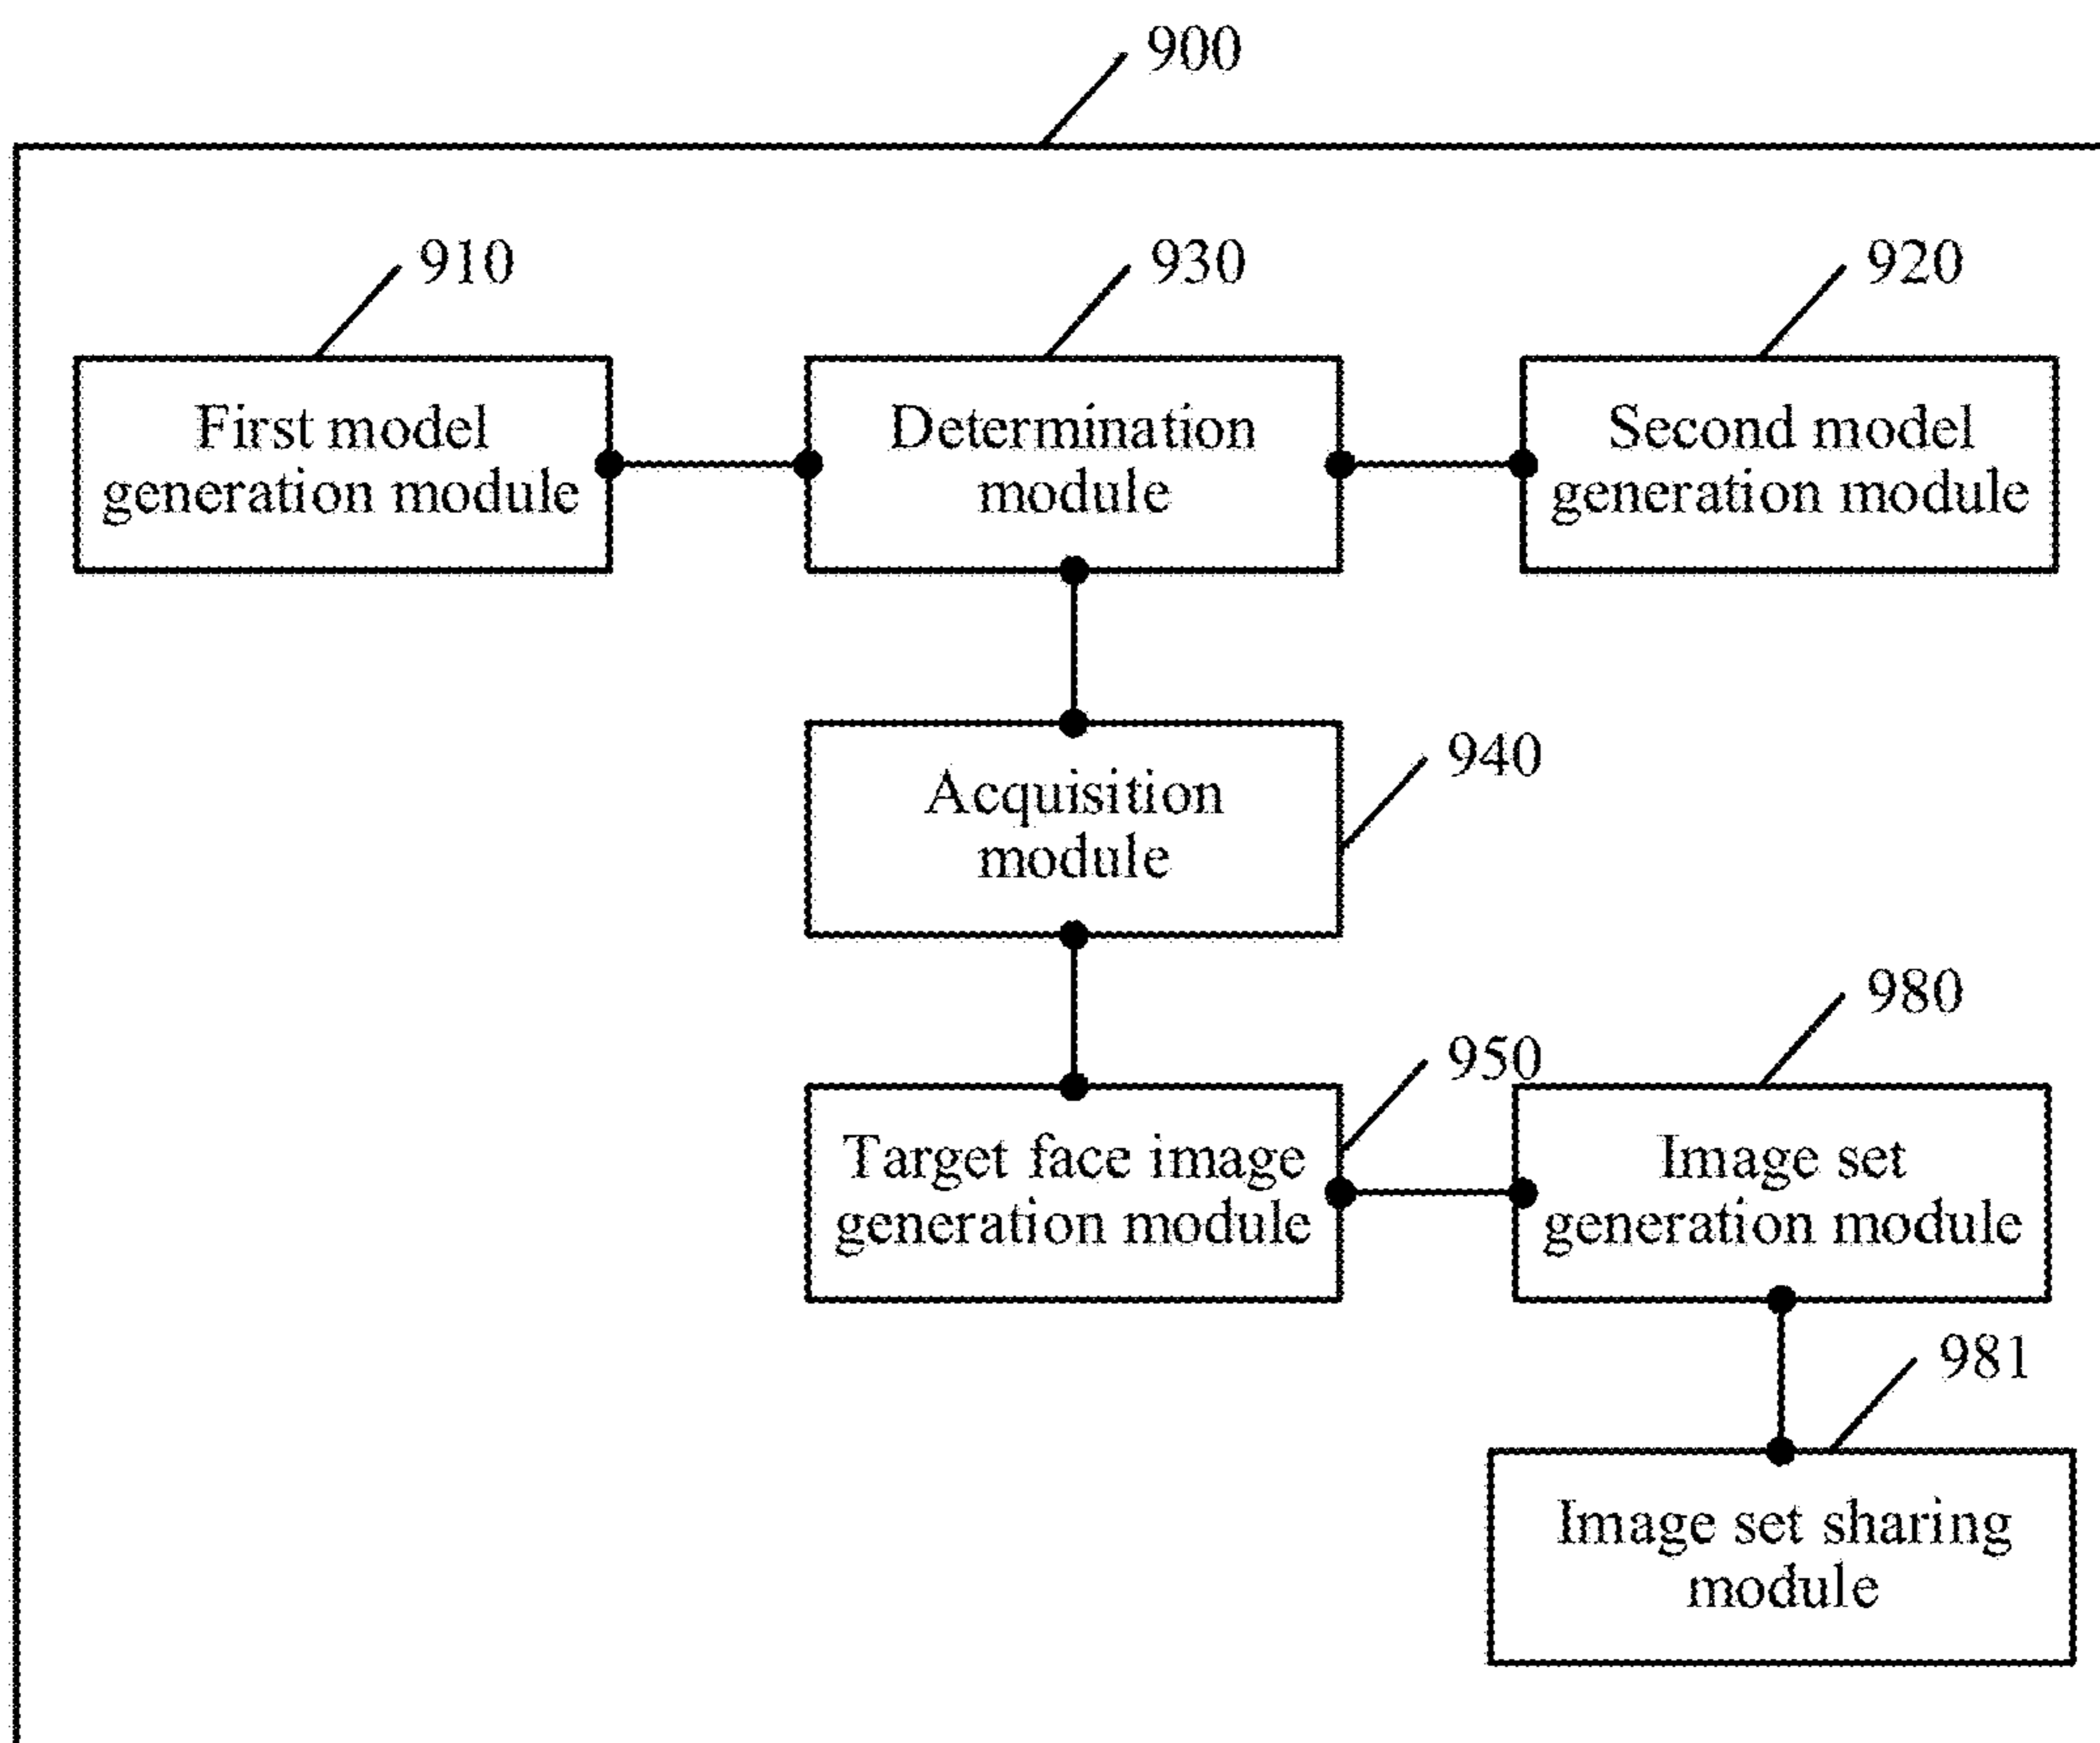 900
910
930
920
First model
generation module
Determination
module
Second model
generation module
Acquisition
module
940
980
950
Target face image
generation module
Image set
generation module
981
Image set sharing
module